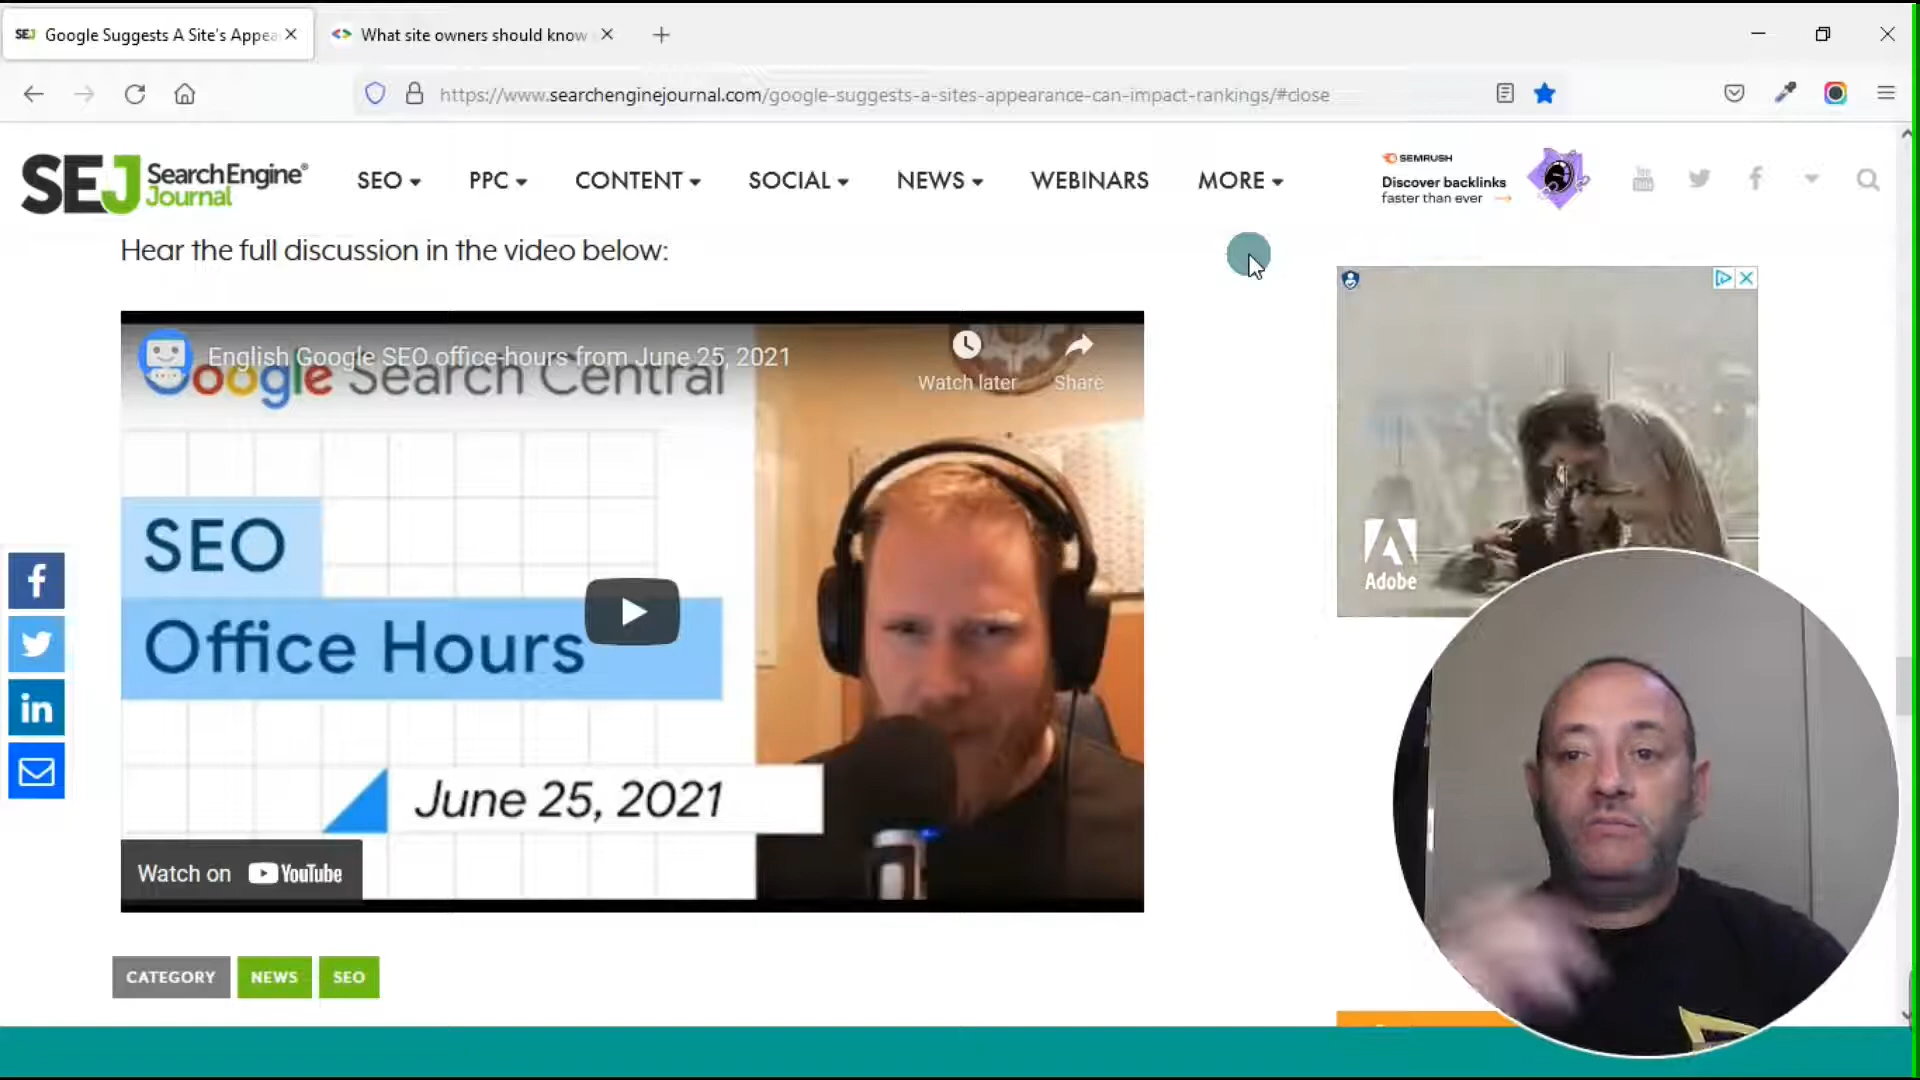 SEJ Google Suggests A Site's Appea
What site owners should know
https://www.searchenginejournal.com/google-suggests-a-sites-appearance-can-impact-rankings/#close
SEJ SearchEngine® Journal
SEO
PPC
CONTENT
SOCIAL
NEWS
WEBINARS
MORE
SEMRUSH
Discover backlinks
faster than ever
You
Tube
Hear the full discussion in the video below:
English Google SEO office-hours from June 25, 2021
Google Search Central
Watch later
Share
SEO
Office Hours
June 25, 2021
Watch on YouTube
Adobe
CATEGORY
NEWS
SEO